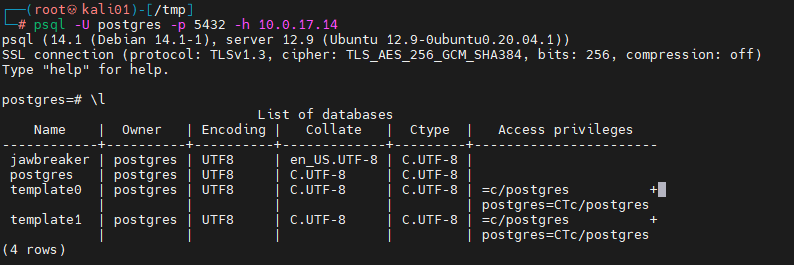 ┌──(root㉿kali01)-[/tmp]
└─# psql -U postgres -p 5432 -h 10.0.17.14
psql (14.1 (Debian 14.1-1), server 12.9 (Ubuntu 12.9-0ubuntu0.20.04.1))
SSL connection (protocol: TLSv1.3, cipher: TLS_AES_256_GCM_SHA384, bits: 256, compression: off)
Type "help" for help.
postgres=# \l
List of databases
Name | Owner | Encoding | Collate | Ctype | Access privileges
------------+----------+----------+-------------+---------+-----------------------
jawbreaker | postgres | UTF8 | en_US.UTF-8 | C.UTF-8 |
postgres | postgres | UTF8 | C.UTF-8 | C.UTF-8 |
template0 | postgres | UTF8 | C.UTF-8 | C.UTF-8 | =c/postgres +
| | | | | postgres=CTc/postgres
template1 | postgres | UTF8 | C.UTF-8 | C.UTF-8 | =c/postgres +
| | | | | postgres=CTc/postgres
(4 rows)